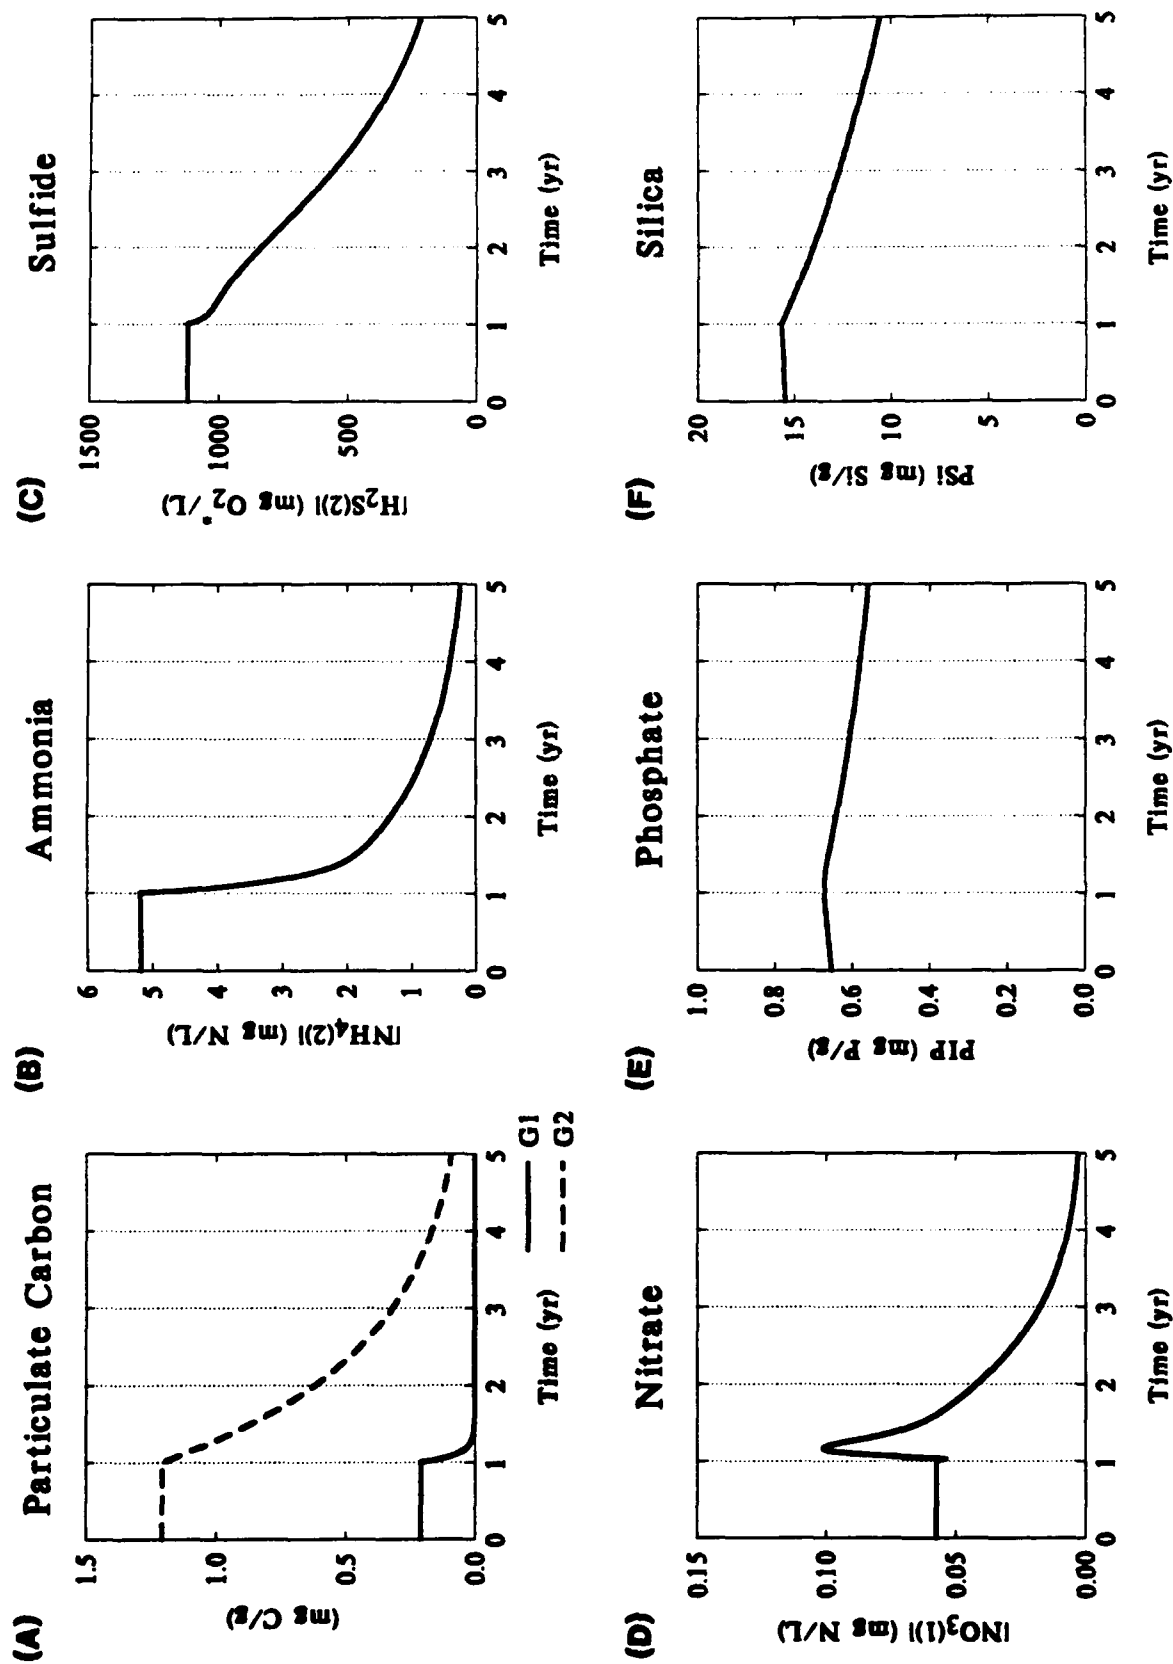 (A)
Particulate Carbon
(mg C/g)
1.5
1.0
0.5
0.0
0 1 2 3 4 5
Time (yr)
G1
G2
(B)
Ammonia
|NH4(2)| (mg N/L)
6
5
4
3
2
1
0
0 1 2 3 4 5
Time (yr)
(C)
Sulfide
|H2S(2)| (mg O2*/L)
1500
1000
500
0
0 1 2 3 4 5
Time (yr)
(D)
Nitrate
|NO3(1)| (mg N/L)
0.15
0.10
0.05
0.00
0 1 2 3 4 5
Time (yr)
(E)
Phosphate
PIP (mg P/g)
1.0
0.8
0.6
0.4
0.2
0.0
0 1 2 3 4 5
Time (yr)
(F)
Silica
PSi (mg Si/g)
20
15
10
5
0
0 1 2 3 4 5
Time (yr)